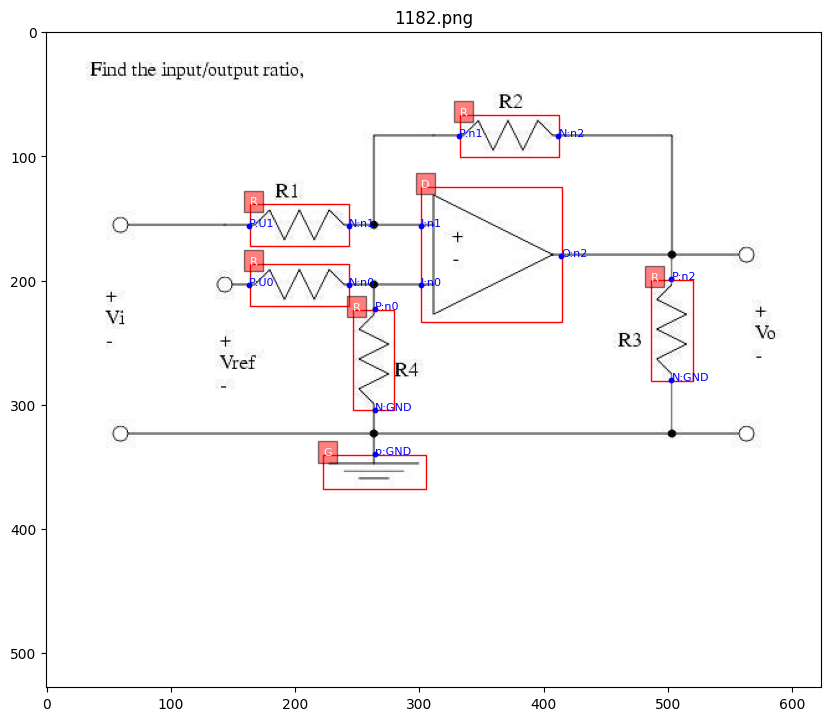 1182.png
Find the input/output ratio,
R2
R
P:n1
N:n2
R1
R
D
P:U1
N:n1
I:n1
+
-
O:n2
R
P:U0
N:n0
I:n0
R
P:n0
R
P:n2
+
Vi
-
+
Vref
-
R4
R3
+
Vo
-
N:GND
N:GND
G
p:GND
0
100
200
300
400
500
0
100
200
300
400
500
600